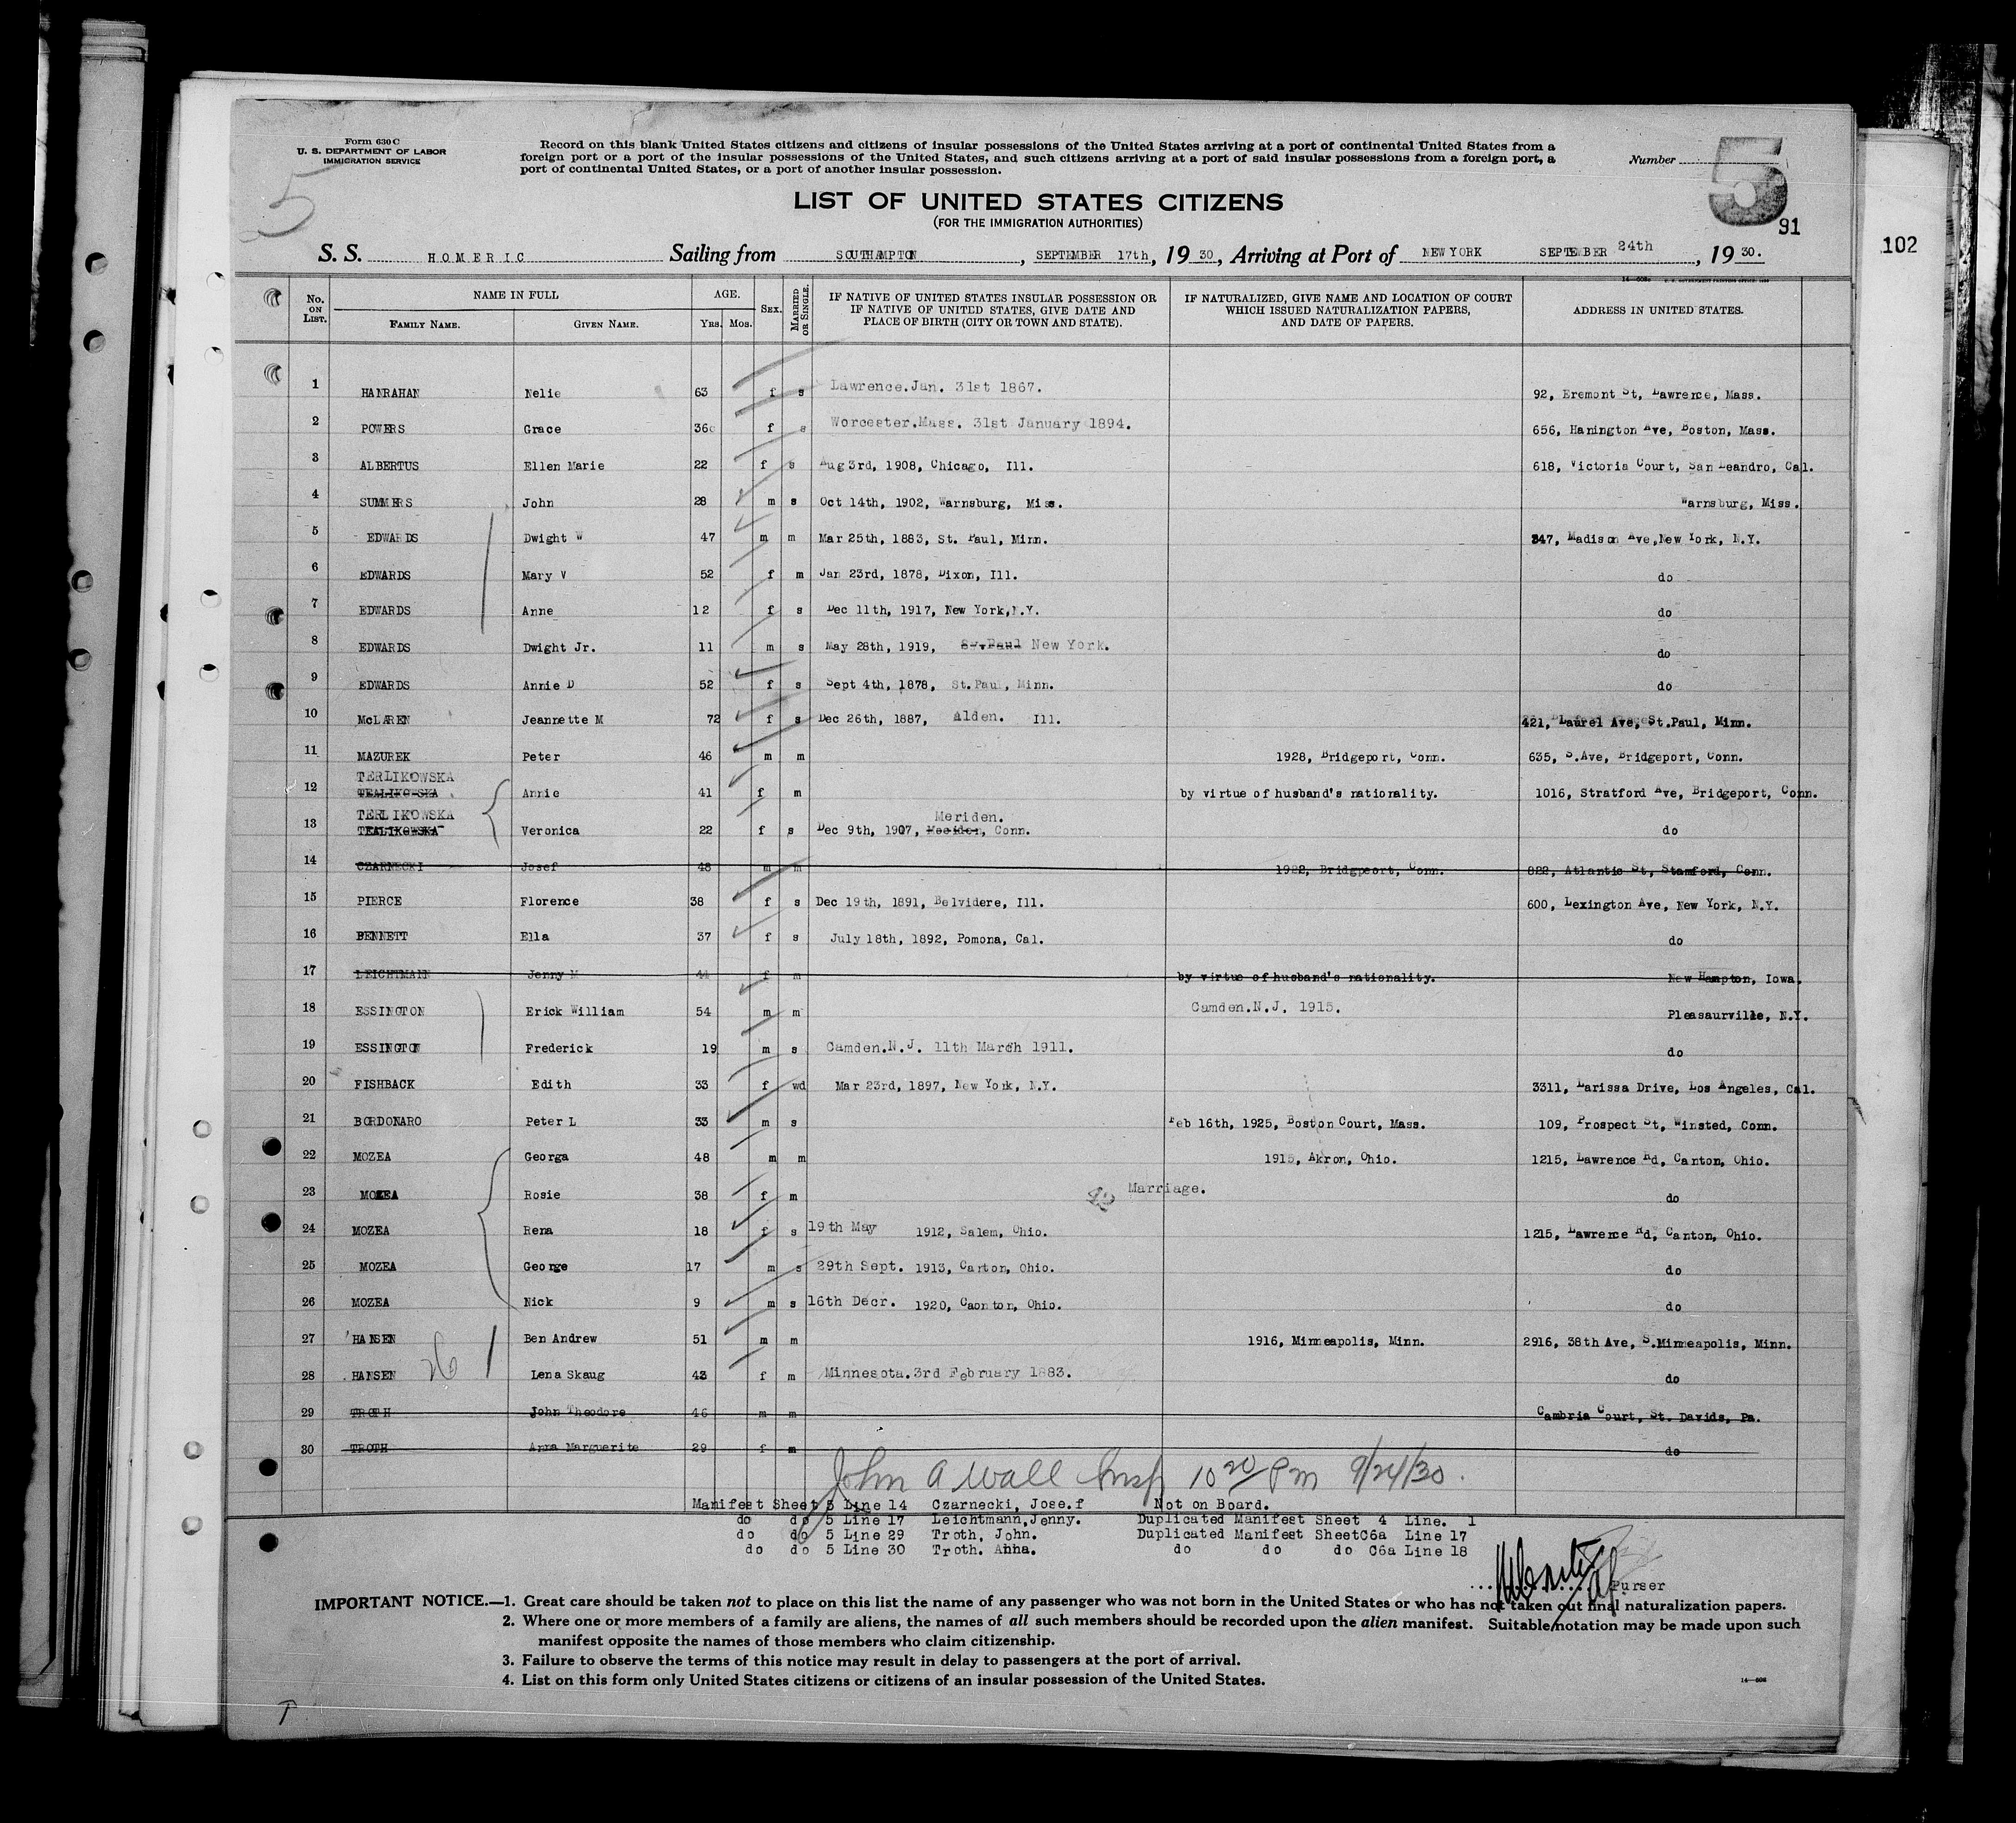 Form 630 C
U. S. DEPARTMENT OF LABOR
IMMIGRATION SERVICE
5
Record on this blank United States citizens and citizens of insular possessions of the United States arriving at a port of continental United States from a
foreign port or a port of the insular possessions of the United States, and such citizens arriving at a port of said insular possessions from a foreign port, a
port of continental United States, or a port of another insular possession.
Number
5
91
102
LIST OF UNITED STATES CITIZENS
(FOR THE IMMIGRATION AUTHORITIES)
S. S. HOMERIC Sailing from SOUTHAMPTON, SEPTEMBER 17th, 19 30, Arriving at Port of NEW YORK SEPTEMBER 24th, 19 30.
No. ON LIST. NAME IN FULL FAMILY NAME. GIVEN NAME. AGE. YRS. MOS. SEX. MARRIED OR SINGLE. IF NATIVE OF UNITED STATES INSULAR POSSESSION OR IF NATIVE OF UNITED STATES, GIVE DATE AND PLACE OF BIRTH (CITY OR TOWN AND STATE). IF NATURALIZED, GIVE NAME AND LOCATION OF COURT WHICH ISSUED NATURALIZATION PAPERS, AND DATE OF PAPERS. ADDRESS IN UNITED STATES.
1 HANRAHAN Nelie 63 f s Lawrence.Jan. 31st 1867. 92, Eremont St, Lawrence, Mass.
2 POWERS Grace 36 f s Worcester.Mass. 31st January 1894. 656, Hanington Ave, Boston, Mass.
3 ALBERTUS Ellen Marie 22 f s Aug 3rd, 1908, Chicago, Ill. 618, Victoria Court, San Leandro, Cal.
4 SUMMERS John 28 m s Oct 14th, 1902, Warnsburg, Miss. Warnsburg, Miss.
5 EDWARDS Dwight W 47 m m Mar 25th, 1883, St. Paul, Minn. 347, Madison Ave,New York, N.Y.
6 EDWARDS Mary V 52 f m Jan 23rd, 1878, Dixon, Ill. do
7 EDWARDS Anne 12 f s Dec 11th, 1917, New York,N.Y. do
8 EDWARDS Dwight Jr. 11 m s May 28th, 1919, St.Paul New York. do
9 EDWARDS Annie D 52 f s Sept 4th, 1878, St.Paul, Minn. do
10 McLAREN Jeannette M 72 f s Dec 26th, 1887, Alden. Ill. 421, Laurel Ave, St.Paul, Minn.
11 MAZUREK Peter 46 m m 1928, Bridgeport, Conn. 635, S.Ave, Bridgeport, Conn.
TERLIKOWSKA
12 TEALIKOWSKA Annie 41 f m by virtue of husband's nationality. 1016, Stratford Ave, Bridgeport, Conn.
TERLIKOWSKA Meriden.
13 TEALIKOWSKA Veronica 22 f s Dec 9th, 1907, Conn. do
14 CZARNECKI Josef 48 m m 1922, Bridgpeort, Conn. 822, Atlantic St, Stamford, Conn.
15 PIERCE Florence 38 f s Dec 19th, 1891, Belvidere, Ill. 600, Lexington Ave, New York, N.Y.
16 BENNETT Ella 37 f s July 18th, 1892, Pomona, Cal. do
17 LEICHTMANN Jenny M 44 f m by virtue of husband's nationality. New Hampton, Iowa.
18 ESSINGTON Erick William 54 m m Camden.N.J. 1915. Pleasaurville, N.Y.
19 ESSINGTON Frederick 19 m s Camden.N.J. 11th March 1911. do
20 FISHBACK Edith 33 f wd Mar 23rd, 1897, New York, N.Y. 3311, Larissa Drive, Los Angeles, Cal.
21 BORDONARO Peter L 33 m s Feb 16th, 1925, Boston Court, Mass. 109, Prospect St, Winsted, Conn.
22 MOZEA Georga 48 m m 1915, Akron, Ohio. 1215, Lawrence Rd, Canton, Ohio.
23 MOZEA Rosie 38 f m Marriage. do
24 MOZEA Rena 18 f s 19th May 1912, Salem, Ohio. 1215, Lawrence Rd, Canton, Ohio.
25 MOZEA George 17 m s 29th Sept. 1913, Carton, Ohio. do
26 MOZEA Nick 9 m s 16th Decr. 1920, Caonton, Ohio. do
27 HANSEN Ben Andrew 51 m m 1916, Minneapolis, Minn. 2916, 38th Ave, S.Minneapolis, Minn.
26
28 HANSEN Lena Skaug 43 f m Minnesota.3rd February 1883. do
29 TROTH John Theodore 46 m m Cambria Court, St. Davids, Pa.
30 TROTH Anna Marguerite 29 f m do
John A Wall Insp 10 20 Pm 9/24/30.
Manifest Sheet 5 Line 14 Czarnecki, Jose.f Not on Board.
do do 5 Line 17 Leichtmann,Jenny. Duplicated Manifest Sheet 4 Line. 1
do do 5 Line 29 Troth, John. Duplicated Manifest SheetC6a Line 17
do do 5 Line 30 Troth. Anna. do do do C6a Line 18
Purser
IMPORTANT NOTICE.—1. Great care should be taken not to place on this list the name of any passenger who was not born in the United States or who has not taken out final naturalization papers.
2. Where one or more members of a family are aliens, the names of all such members should be recorded upon the alien manifest. Suitable notation may be made upon such
manifest opposite the names of those members who claim citizenship.
3. Failure to observe the terms of this notice may result in delay to passengers at the port of arrival.
4. List on this form only United States citizens or citizens of an insular possession of the United States.
14—808